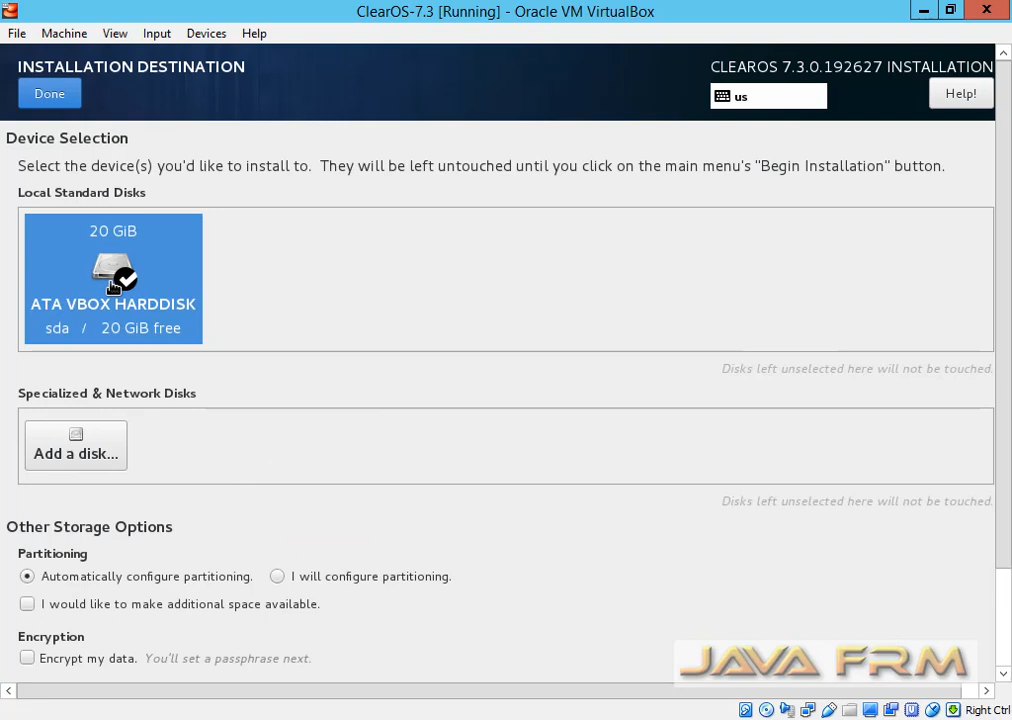 ClearOS-7.3 [Running] - Oracle VM VirtualBox
File Machine View Input Devices Help
INSTALLATION DESTINATION
CLEAROS 7.3.0.192627 INSTALLATION
Done
us
Help!
Device Selection
Select the device(s) you'd like to install to. They will be left untouched until you click on the main menu's "Begin Installation" button.
Local Standard Disks
20 GiB
ATA VBOX HARDDISK
sda / 20 GiB free
Disks left unselected here will not be touched.
Specialized & Network Disks
Add a disk...
Disks left unselected here will not be touched.
Other Storage Options
Partitioning
Automatically configure partitioning. I will configure partitioning.
I would like to make additional space available.
Encryption
Encrypt my data. You'll set a passphrase next.
JAVA FRM
Right Ctrl